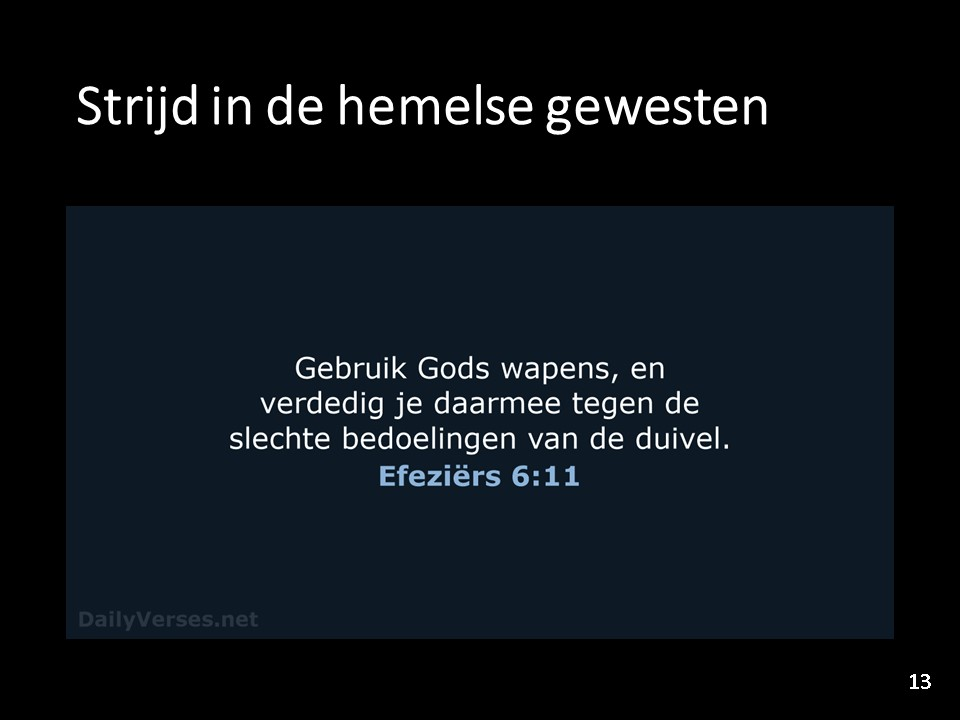 Strijd in de hemelse gewesten
Gebruik Gods wapens, en
verdedig je daarmee tegen de
slechte bedoelingen van de duivel.
Efeziërs 6:11
DailyVerses.net
13